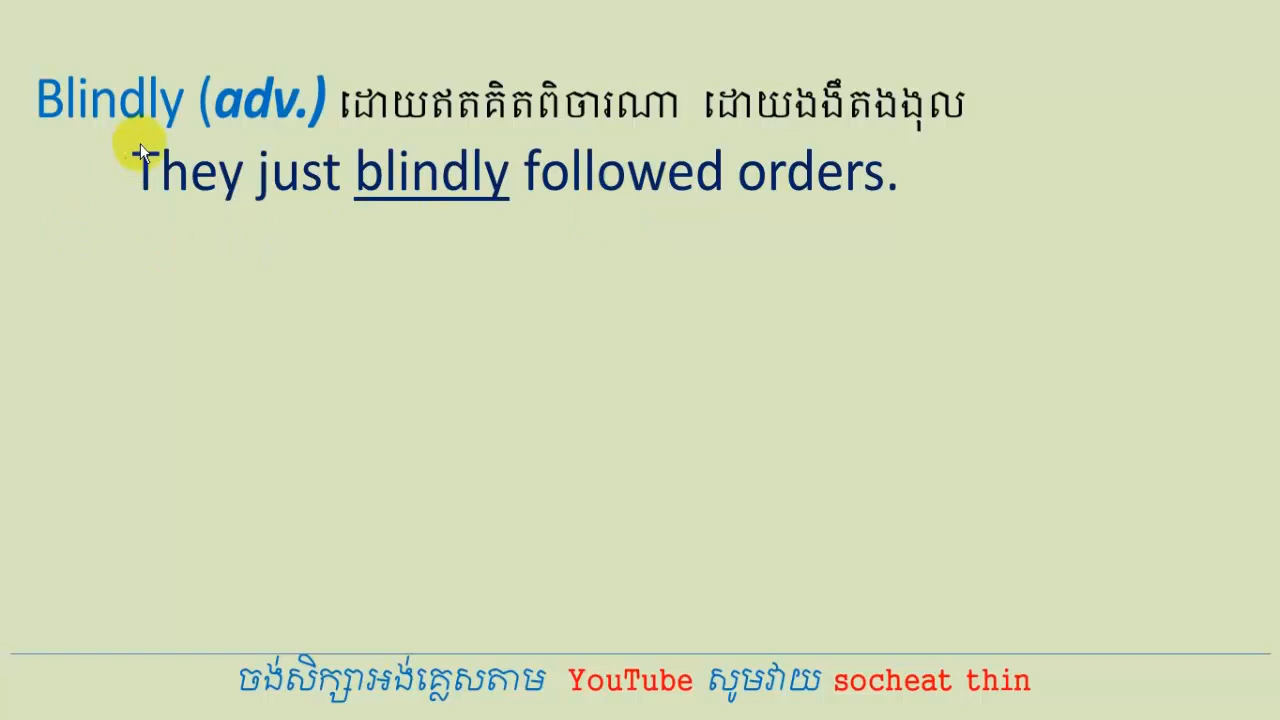 Blindly (adv.) ដោយឥតគិតពិចារណា ដោយងងឹតងងុល
They just blindly followed orders.
ចង់សិក្សាអង់គ្លេសតាម YouTube សូមវាយ socheat thin